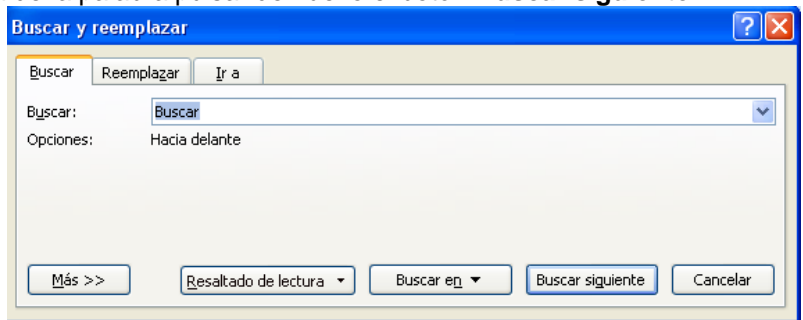 Buscar y reemplazar
Buscar Reemplazar Ir a
Buscar: Buscar
Opciones: Hacia delante
Más >> Resaltado de lectura Buscar en Buscar siguiente Cancelar